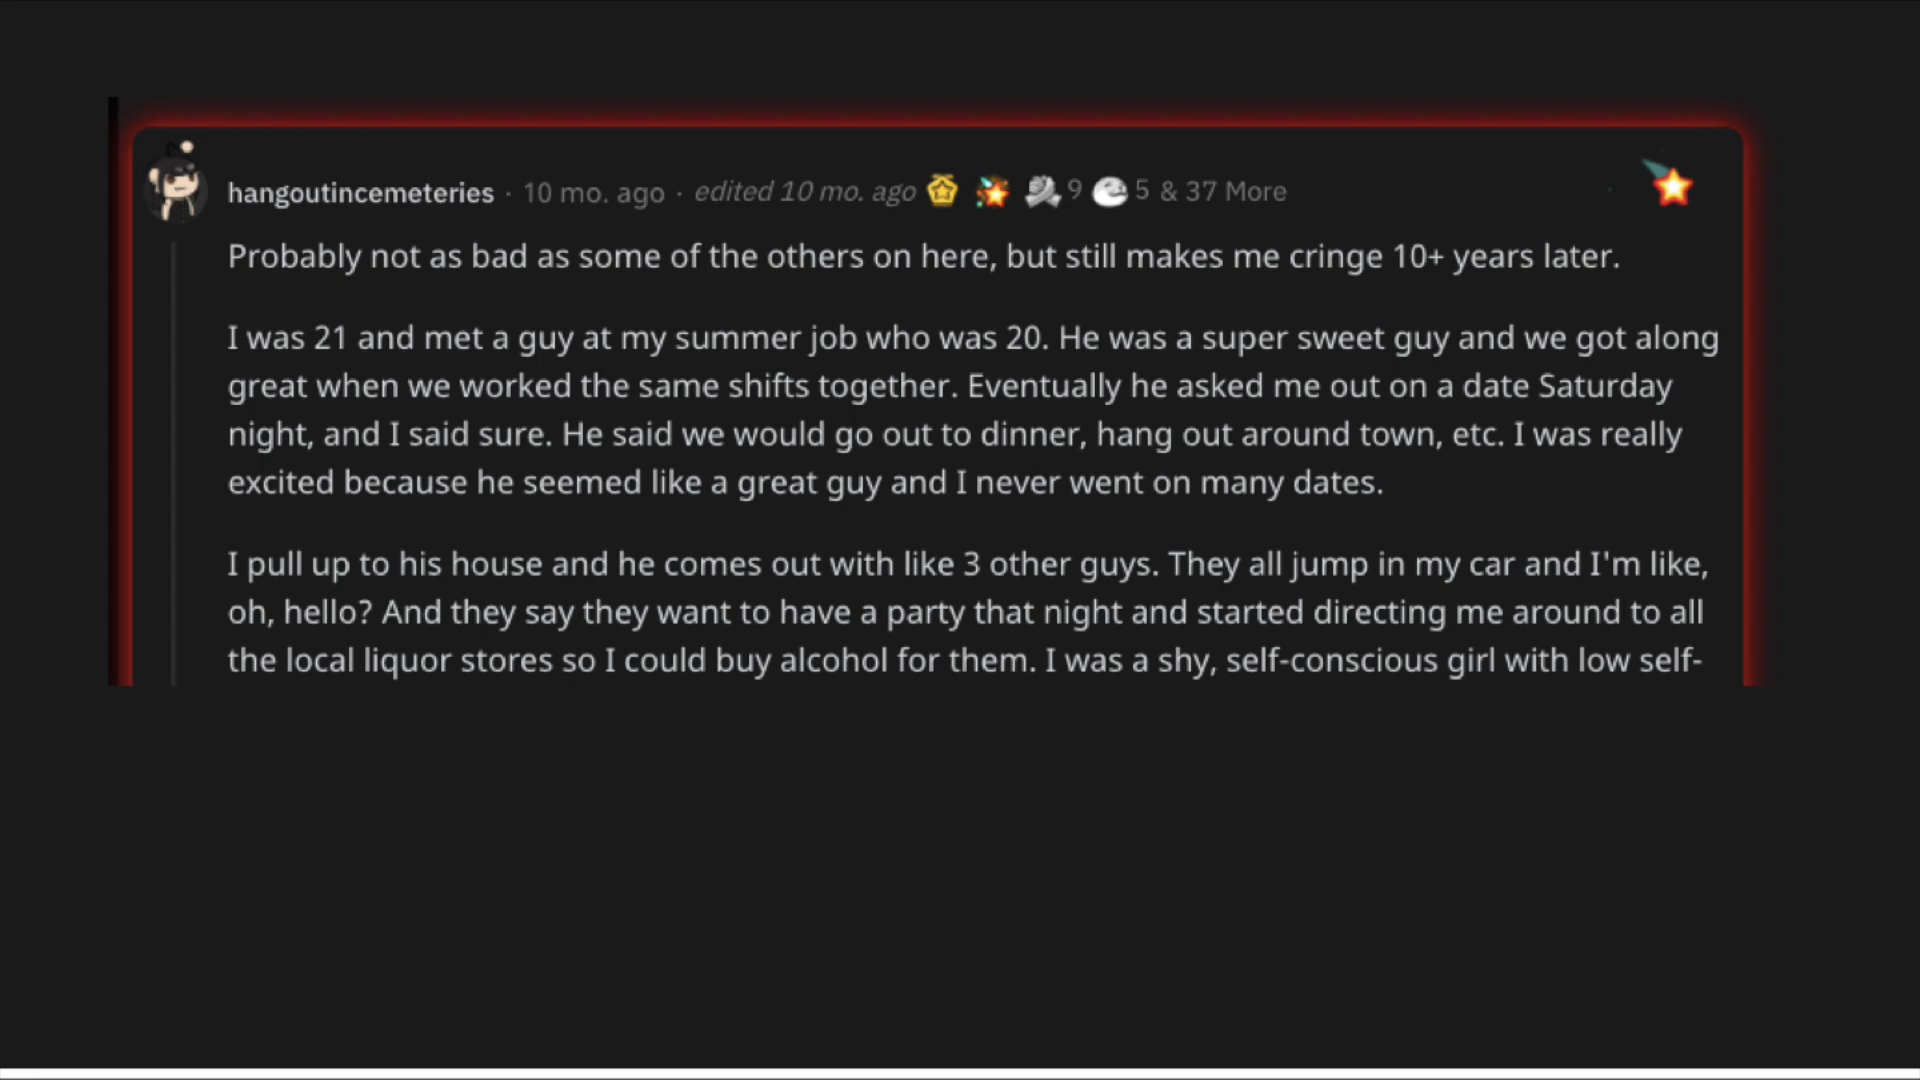 hangoutincemeteries · 10 mo. ago · edited 10 mo. ago 9 5 & 37 More
Probably not as bad as some of the others on here, but still makes me cringe 10+ years later.
I was 21 and met a guy at my summer job who was 20. He was a super sweet guy and we got along
great when we worked the same shifts together. Eventually he asked me out on a date Saturday
night, and I said sure. He said we would go out to dinner, hang out around town, etc. I was really
excited because he seemed like a great guy and I never went on many dates.
I pull up to his house and he comes out with like 3 other guys. They all jump in my car and I'm like,
oh, hello? And they say they want to have a party that night and started directing me around to all
the local liquor stores so I could buy alcohol for them. I was a shy, self-conscious girl with low self-